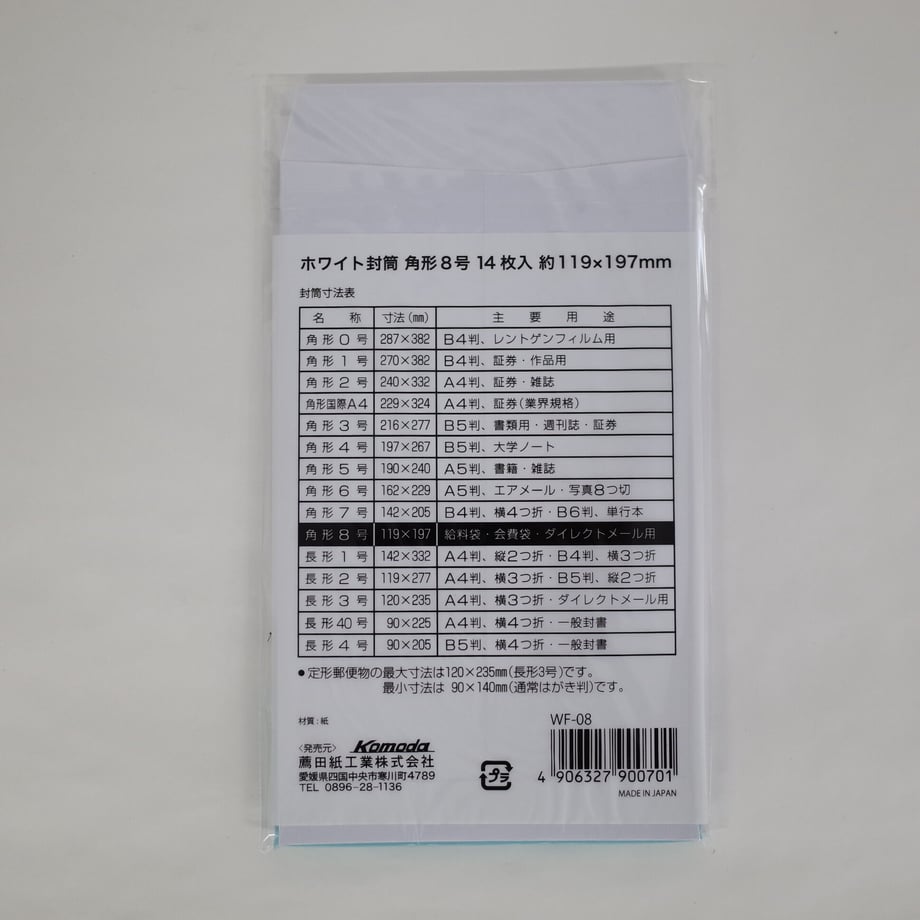 ホワイト封筒 角形8号 14枚入 約119×197mm
封筒寸法表
名 称 寸法(㎜) 主 要 用 途
角形0号 287×382 B4判、レントゲンフィルム用
角形1号 270×382 B4判、証券・作品用
角形2号 240×332 A4判、証券・雑誌
角形国際A4 229×324 A4判、証券(業界規格)
角形3号 216×277 B5判、書類用・週刊誌・証券
角形4号 197×267 B5判、大学ノート
角形5号 190×240 A5判、書籍・雑誌
角形6号 162×229 A5判、エアメール・写真8つ切
角形7号 142×205 B4判、横4つ折・B6判、単行本
角形8号 119×197 給料袋・会費袋・ダイレクトメール用
長形1号 142×332 A4判、縦2つ折・B4判、横3つ折
長形2号 119×277 A4判、横3つ折・B5判、縦2つ折
長形3号 120×235 A4判、横3つ折・ダイレクトメール用
長形40号 90×225 A4判、横4つ折・一般封書
長形4号 90×205 B5判、横4つ折・一般封書
●定形郵便物の最大寸法は120×235㎜(長形3号)です。
最小寸法は 90×140㎜(通常はがき判)です。
材質:紙
〈発売元〉 Komoda
薦田紙工業株式会社
愛媛県四国中央市寒川町4789
TEL 0896-28-1136
プラ
WF-08
4 906327 900701
MADE IN JAPAN